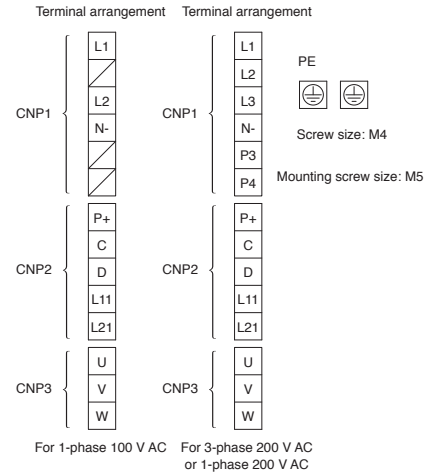 Terminal arrangement
L1
L2
N-
CNP1
P+
C
D
L11
L21
CNP2
U
V
W
CNP3
For 1-phase 100 V AC
Terminal arrangement
L1
L2
L3
N-
P3
P4
CNP1
P+
C
D
L11
L21
CNP2
U
V
W
CNP3
For 3-phase 200 V AC
or 1-phase 200 V AC
PE
Screw size: M4
Mounting screw size: M5